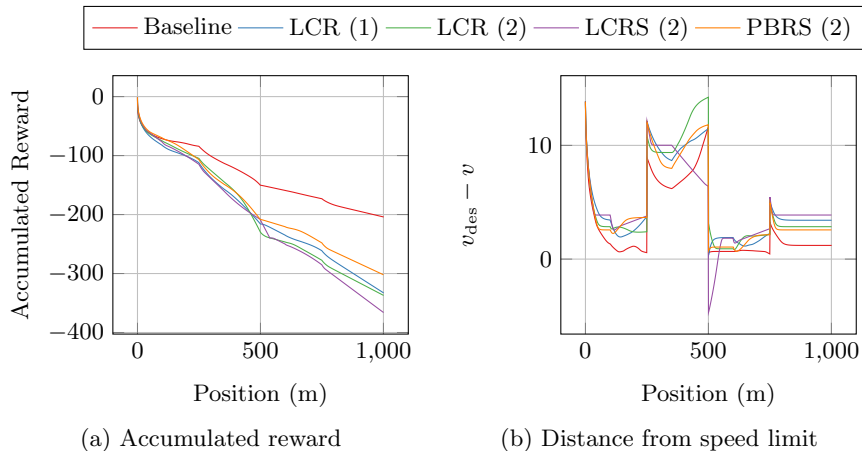 Baseline LCR (1) LCR (2) LCRS (2) PBRS (2)
0
−100
−200
−300
−400
Accumulated Reward
0 500 1,000
Position (m)
(a) Accumulated reward
10
0
v_des − v
0 500 1,000
Position (m)
(b) Distance from speed limit